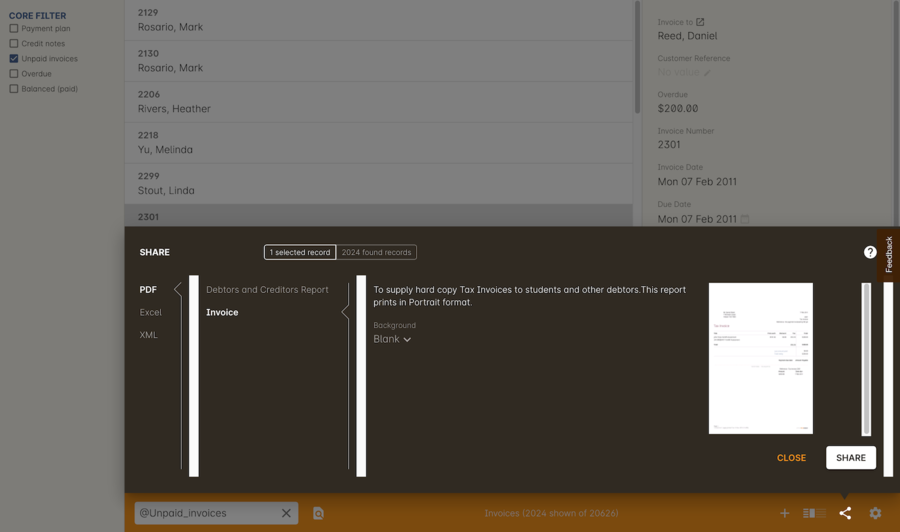 CORE FILTER
Payment plan
Credit notes
Unpaid invoices
Overdue
Balanced (paid)
2129
Rosario, Mark
2130
Rosario, Mark
2206
Rivers, Heather
2218
Yu, Melinda
2299
Stout, Linda
2301
Invoice to
Reed, Daniel
Customer Reference
No value
Overdue
$200.00
Invoice Number
2301
Invoice Date
Mon 07 Feb 2011
Due Date
Mon 07 Feb 2011
SHARE
1 selected record
2024 found records
?
Feedback
PDF
Excel
XML
Debtors and Creditors Report
Invoice
To supply hard copy Tax Invoices to students and other debtors.This report
prints in Portrait format.
Background
Blank
CLOSE
SHARE
@Unpaid_invoices
Invoices (2024 shown of 20626)